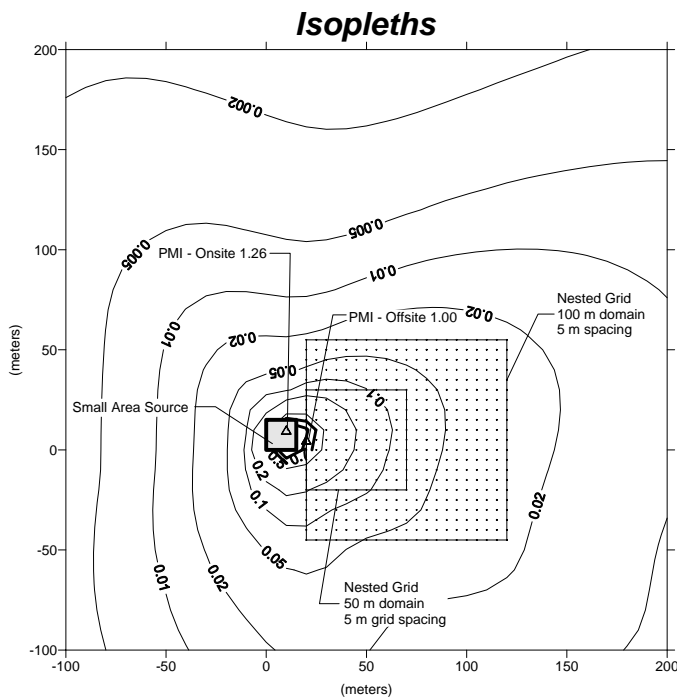 Isopleths
200
0.002
150
0.005
0.005
100
PMI - Onsite 1.26
0.01
0.01
Nested Grid
100 m domain
5 m spacing
0.02
PMI - Offsite 1.00
0.02
50
(meters)
0.05
0.1
Small Area Source
0
0.2
0.1
0.02
-50
0.05
0.01
0.02
Nested Grid
50 m domain
5 m grid spacing
-100
-100
-50
0
50
100
150
200
(meters)